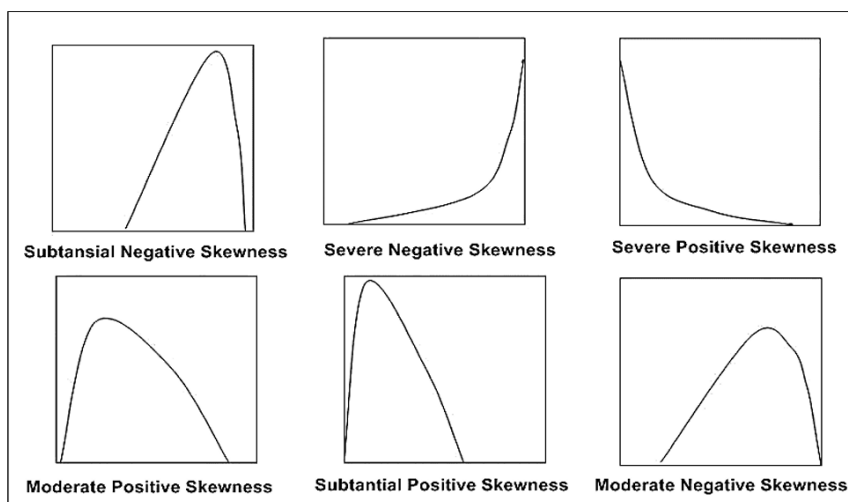 Subtansial Negative Skewness
Severe Negative Skewness
Severe Positive Skewness
Moderate Positive Skewness
Subtantial Positive Skewness
Moderate Negative Skewness